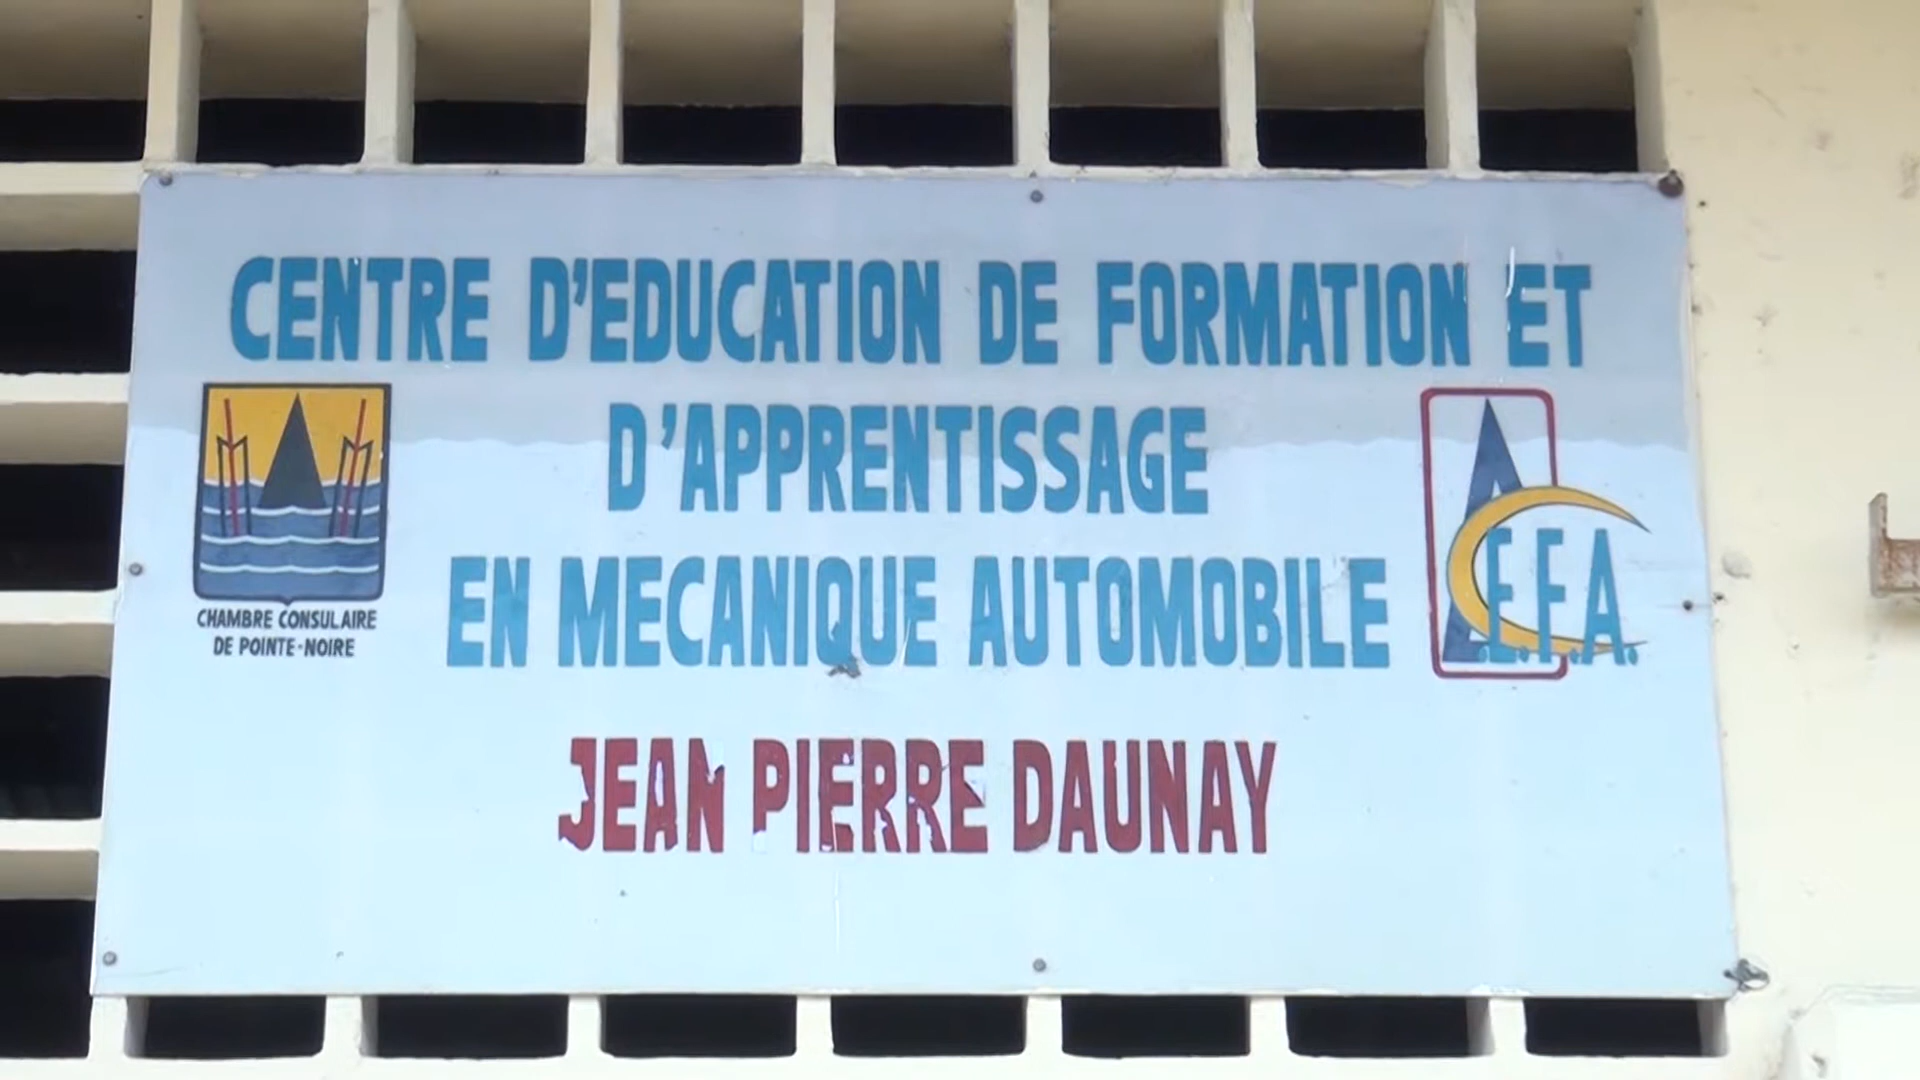 CENTRE D'EDUCATION DE FORMATION ET
D'APPRENTISSAGE
EN MECANIQUE AUTOMOBILE
C.E.F.A.
CHAMBRE CONSULAIRE
DE POINTE-NOIRE
JEAN PIERRE DAUNAY